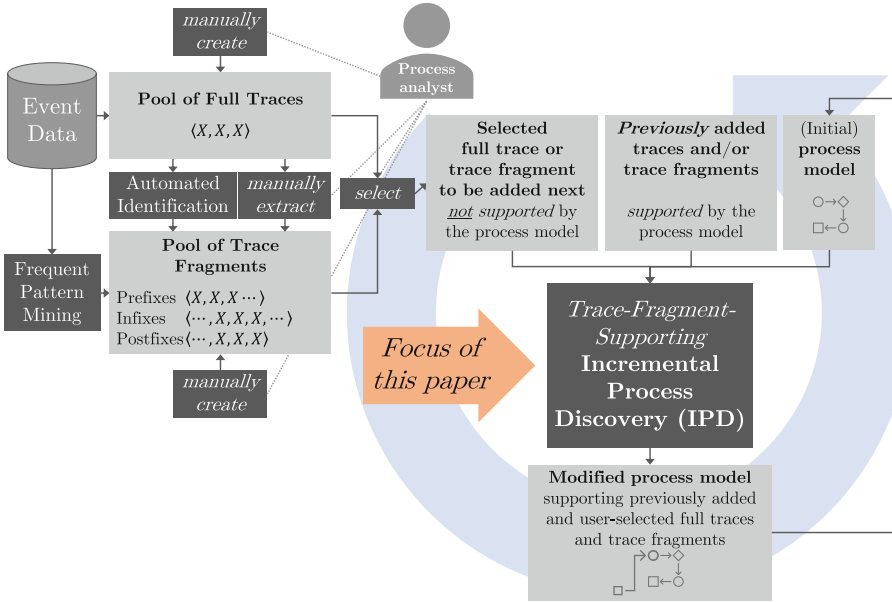 manually
create
Process
analyst
Event
Data
Pool of Full Traces
⟨X, X, X⟩
Automated
Identification
manually
extract
select
Pool of Trace
Fragments
Prefixes ⟨X, X, X ⋯⟩
Infixes ⟨⋯, X, X, X, ⋯⟩
Postfixes⟨⋯, X, X, X⟩
Frequent
Pattern
Mining
manually
create
Selected
full trace or
trace fragment
to be added next
not supported by
the process model
Previously added
traces and/or
trace fragments
supported by the
process model
(Initial)
process
model
Focus of
this paper
Trace-Fragment-
Supporting
Incremental
Process
Discovery (IPD)
Modified process model
supporting previously added
and user-selected full traces
and trace fragments